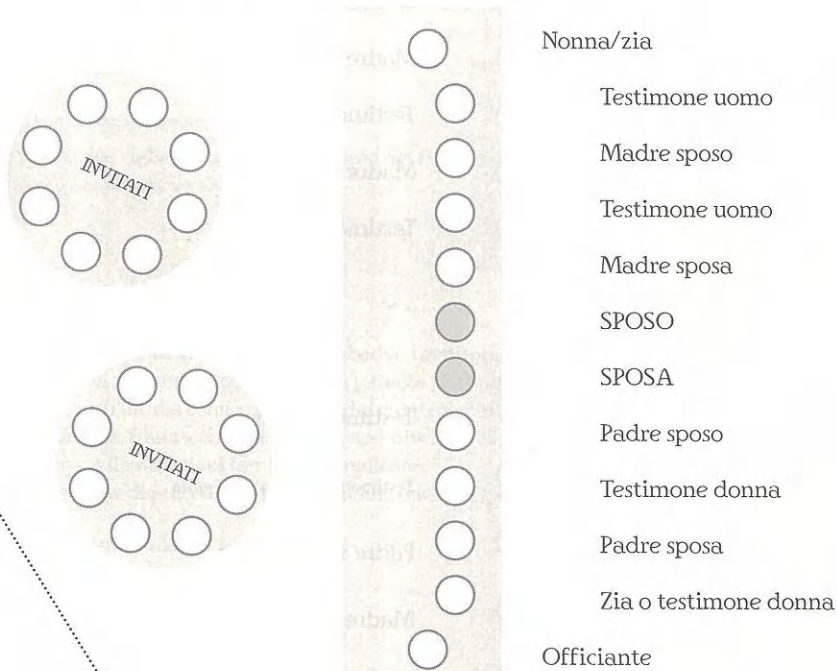 Nonna/zia
Testimone uomo
Madre sposo
Testimone uomo
Madre sposa
SPOSO
SPOSA
Padre sposo
Testimone donna
Padre sposa
Zia o testimone donna
Officiante
INVITATI
INVITATI